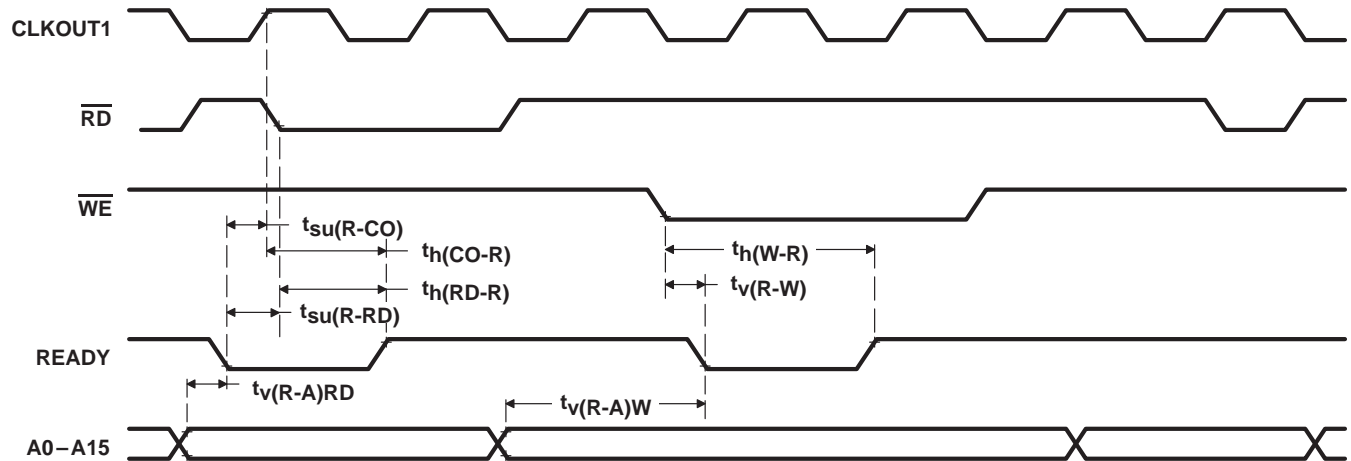 CLKOUT1
RD
WE
tsu(R-CO)
th(CO-R)
th(W-R)
th(RD-R)
tv(R-W)
tsu(R-RD)
READY
tv(R-A)RD
tv(R-A)W
A0–A15